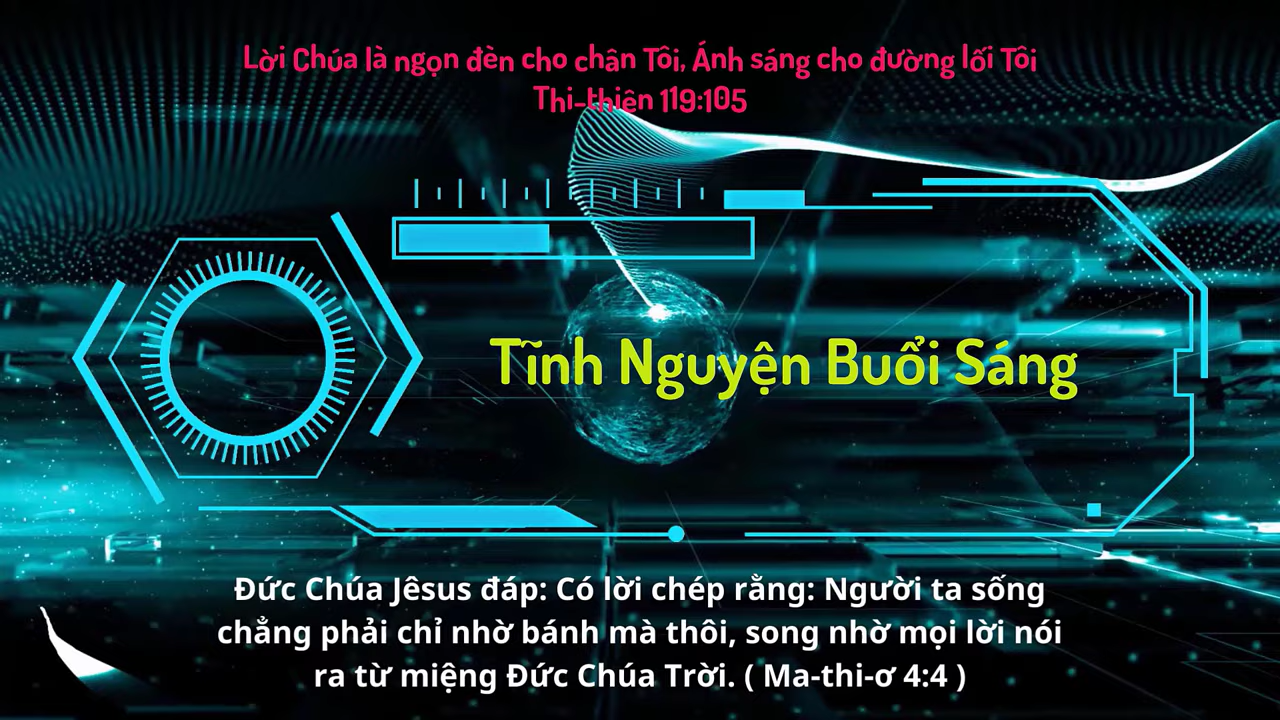 Lời Chúa là ngọn đèn cho chân Tôi, Ánh sáng cho đường lối Tôi
Thi-thiên 119:105
Tĩnh Nguyện Buổi Sáng
Đức Chúa Jêsus đáp: Có lời chép rằng: Người ta sống
chẳng phải chỉ nhờ bánh mà thôi, song nhờ mọi lời nói
ra từ miệng Đức Chúa Trời. ( Ma-thi-ơ 4:4 )